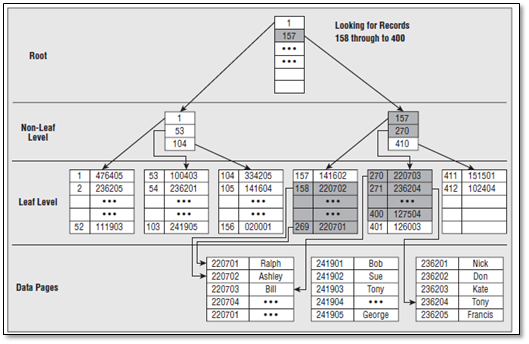 Looking for Records
158 through to 400
Root
1
157
•••
•••
Non-Leaf
Level
1
53
104
157
270
410
Leaf Level
1 476405
2 236205
•••
•••
52 111903
53 100403
54 236201
•••
•••
103 241905
104 334205
105 141604
•••
•••
156 020001
157 141602
158 220702
•••
•••
269 220701
270 220703
271 236204
•••
400 127504
401 126003
411 151501
412 102404
Data Pages
220701 Ralph
220702 Ashley
220703 Bill
220704 •••
220701 •••
241901 Bob
241902 Sue
241903 Tony
241904 •••
241905 George
236201 Nick
236202 Don
236203 Kate
236204 Tony
236205 Francis